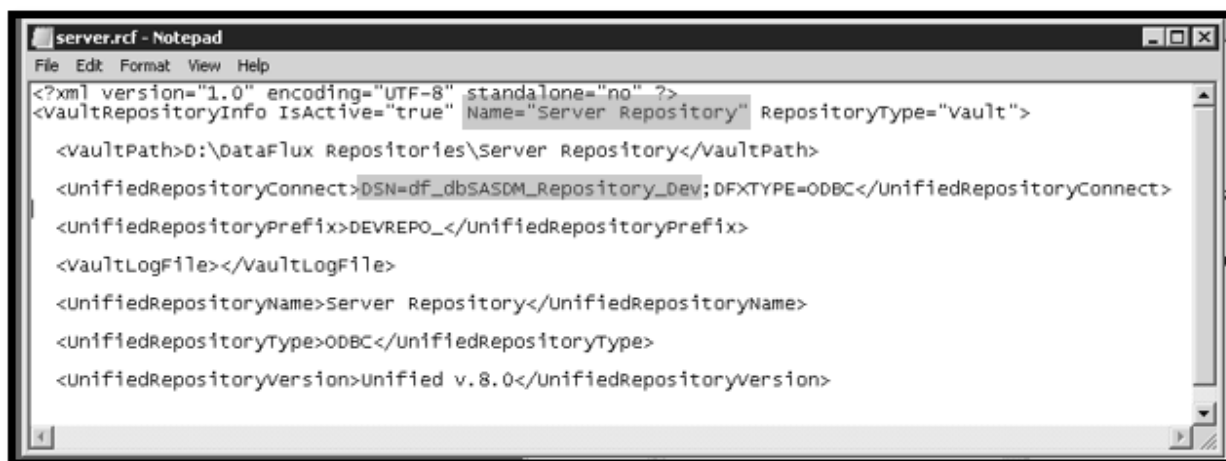 server.rcf - Notepad
File Edit Format View Help
<?xml version="1.0" encoding="UTF-8" standalone="no" ?>
<VaultRepositoryInfo IsActive="true" Name="Server Repository" RepositoryType="Vault">
<VaultPath>D:\DataFlux Repositories\Server Repository</VaultPath>
<UnifiedRepositoryConnect>DSN=df_dbSASDM_Repository_Dev;DFXTYPE=ODBC</UnifiedRepositoryConnect>
<UnifiedRepositoryPrefix>DEVREPO_</UnifiedRepositoryPrefix>
<VaultLogFile></VaultLogFile>
<UnifiedRepositoryName>Server Repository</UnifiedRepositoryName>
<UnifiedRepositoryType>ODBC</UnifiedRepositoryType>
<UnifiedRepositoryVersion>Unified v.8.0</UnifiedRepositoryVersion>